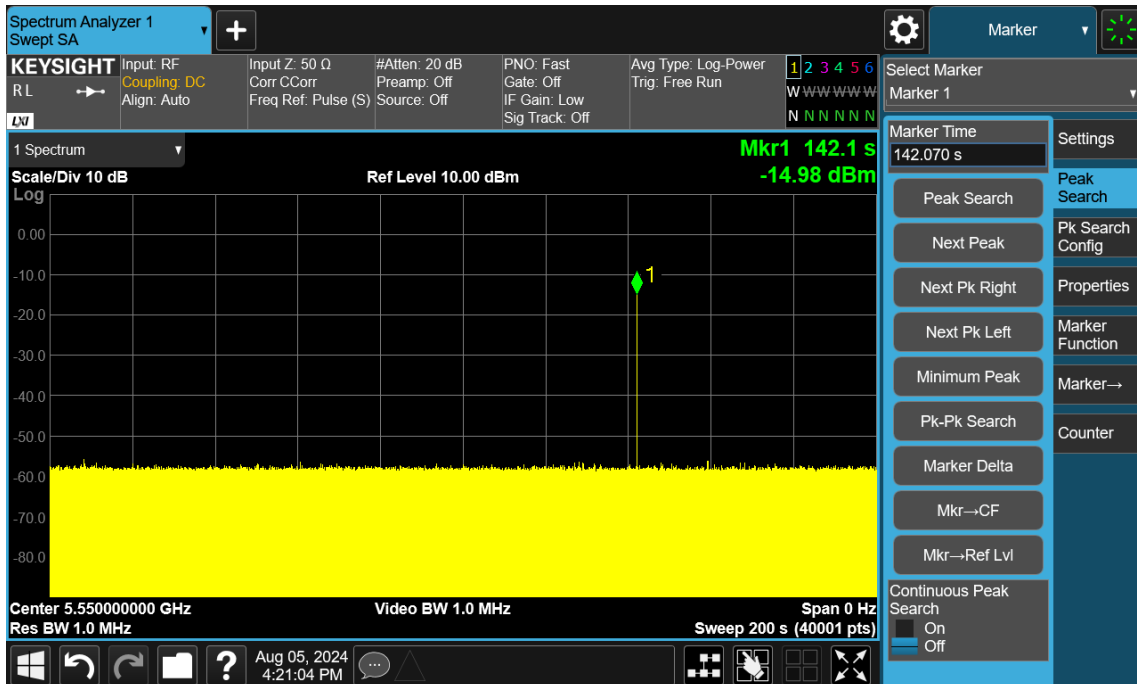 Spectrum Analyzer 1
Swept SA
+
Marker
KEYSIGHT
RL
LXI
Input: RF
Coupling: DC
Align: Auto
Input Z: 50 Ω
Corr CCorr
Freq Ref: Pulse (S)
#Atten: 20 dB
Preamp: Off
Source: Off
PNO: Fast
Gate: Off
IF Gain: Low
Sig Track: Off
Avg Type: Log-Power
Trig: Free Run
1 2 3 4 5 6
W W W W W W
N N N N N N
Select Marker
Marker 1
1 Spectrum
Mkr1 142.1 s
-14.98 dBm
Scale/Div 10 dB
Ref Level 10.00 dBm
Log
0.00
-10.0
-20.0
-30.0
-40.0
-50.0
-60.0
-70.0
-80.0
1
Center 5.550000000 GHz
Video BW 1.0 MHz
Span 0 Hz
Res BW 1.0 MHz
Sweep 200 s (40001 pts)
Marker Time
142.070 s
Peak Search
Next Peak
Next Pk Right
Next Pk Left
Minimum Peak
Pk-Pk Search
Marker Delta
Mkr→CF
Mkr→Ref Lvl
Continuous Peak
Search
On
Off
Settings
Peak
Search
Pk Search
Config
Properties
Marker
Function
Marker→
Counter
?
Aug 05, 2024
4:21:04 PM